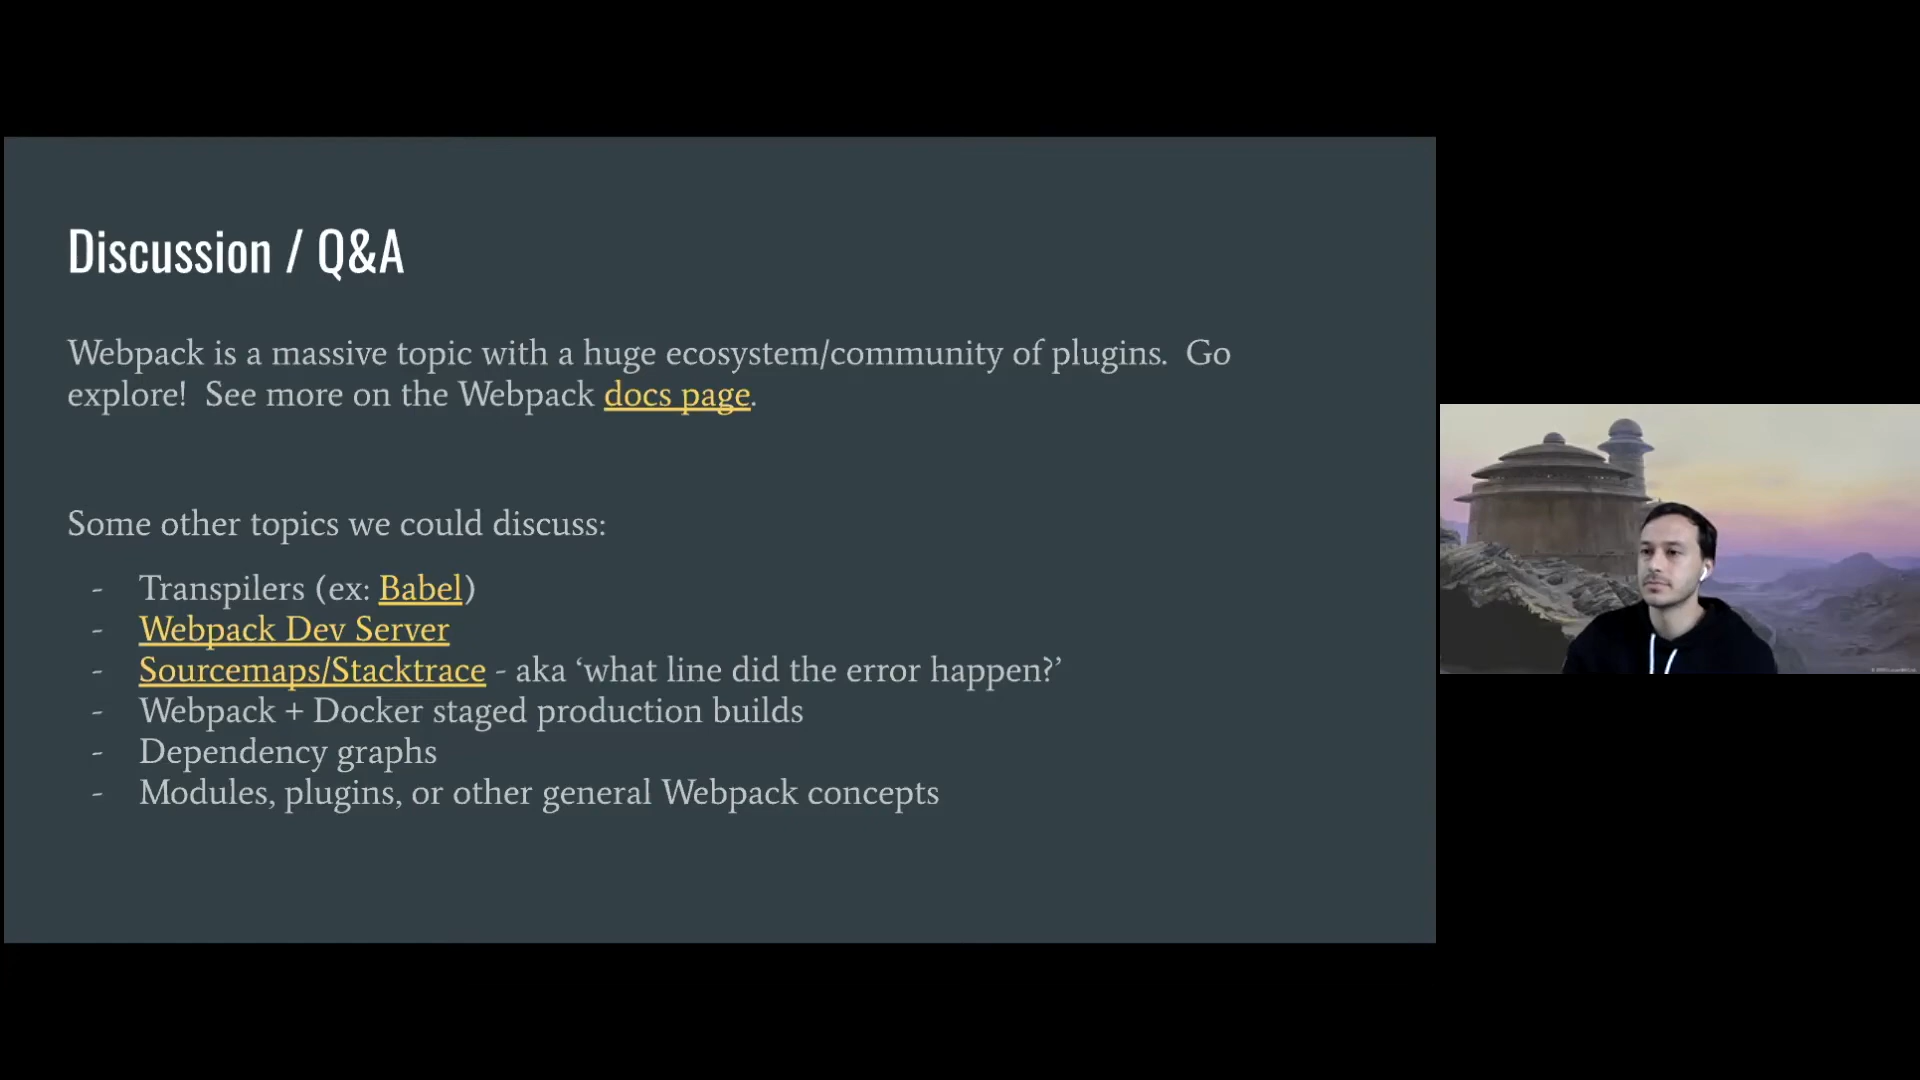 Discussion / Q&A
Webpack is a massive topic with a huge ecosystem/community of plugins.  Go
explore!  See more on the Webpack docs page.
Some other topics we could discuss:
- Transpilers (ex: Babel)
- Webpack Dev Server
- Sourcemaps/Stacktrace - aka ‘what line did the error happen?’
- Webpack + Docker staged production builds
- Dependency graphs
- Modules, plugins, or other general Webpack concepts